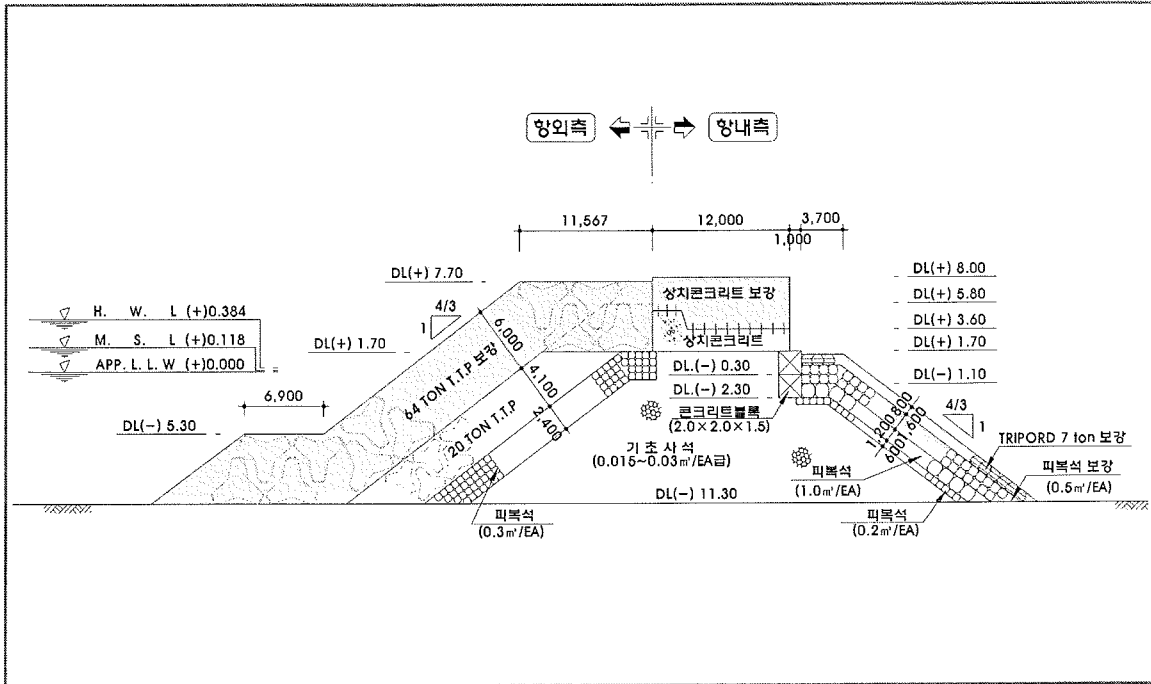 항외측
항내측
11,567
12,000
3,700
1,000
DL(+) 7.70
DL(+) 8.00
DL(+) 5.80
DL(+) 3.60
DL(+) 1.70
DL(-) 1.10
상치콘크리트 보강
상치콘크리트
4/3
1
H. W. L (+)0.384
M. S. L (+)0.118
APP. L. L. W (+)0.000
DL(+) 1.70
6,000
4,100
2,400
64 TON T.T.P 보강
20 TON T.T.P
6,900
DL(-) 5.30
DL.(-) 0.30
DL.(-) 2.30
콘크리트블록
(2.0×2.0×1.5)
기초사석
(0.015~0.03㎥/EA급)
DL(-) 11.30
800
1,200
1,600
600
4/3
1
TRIPORD 7 ton 보강
피복석 보강
(0.5㎥/EA)
피복석
(1.0㎥/EA)
피복석
(0.2㎥/EA)
피복석
(0.3㎥/EA)